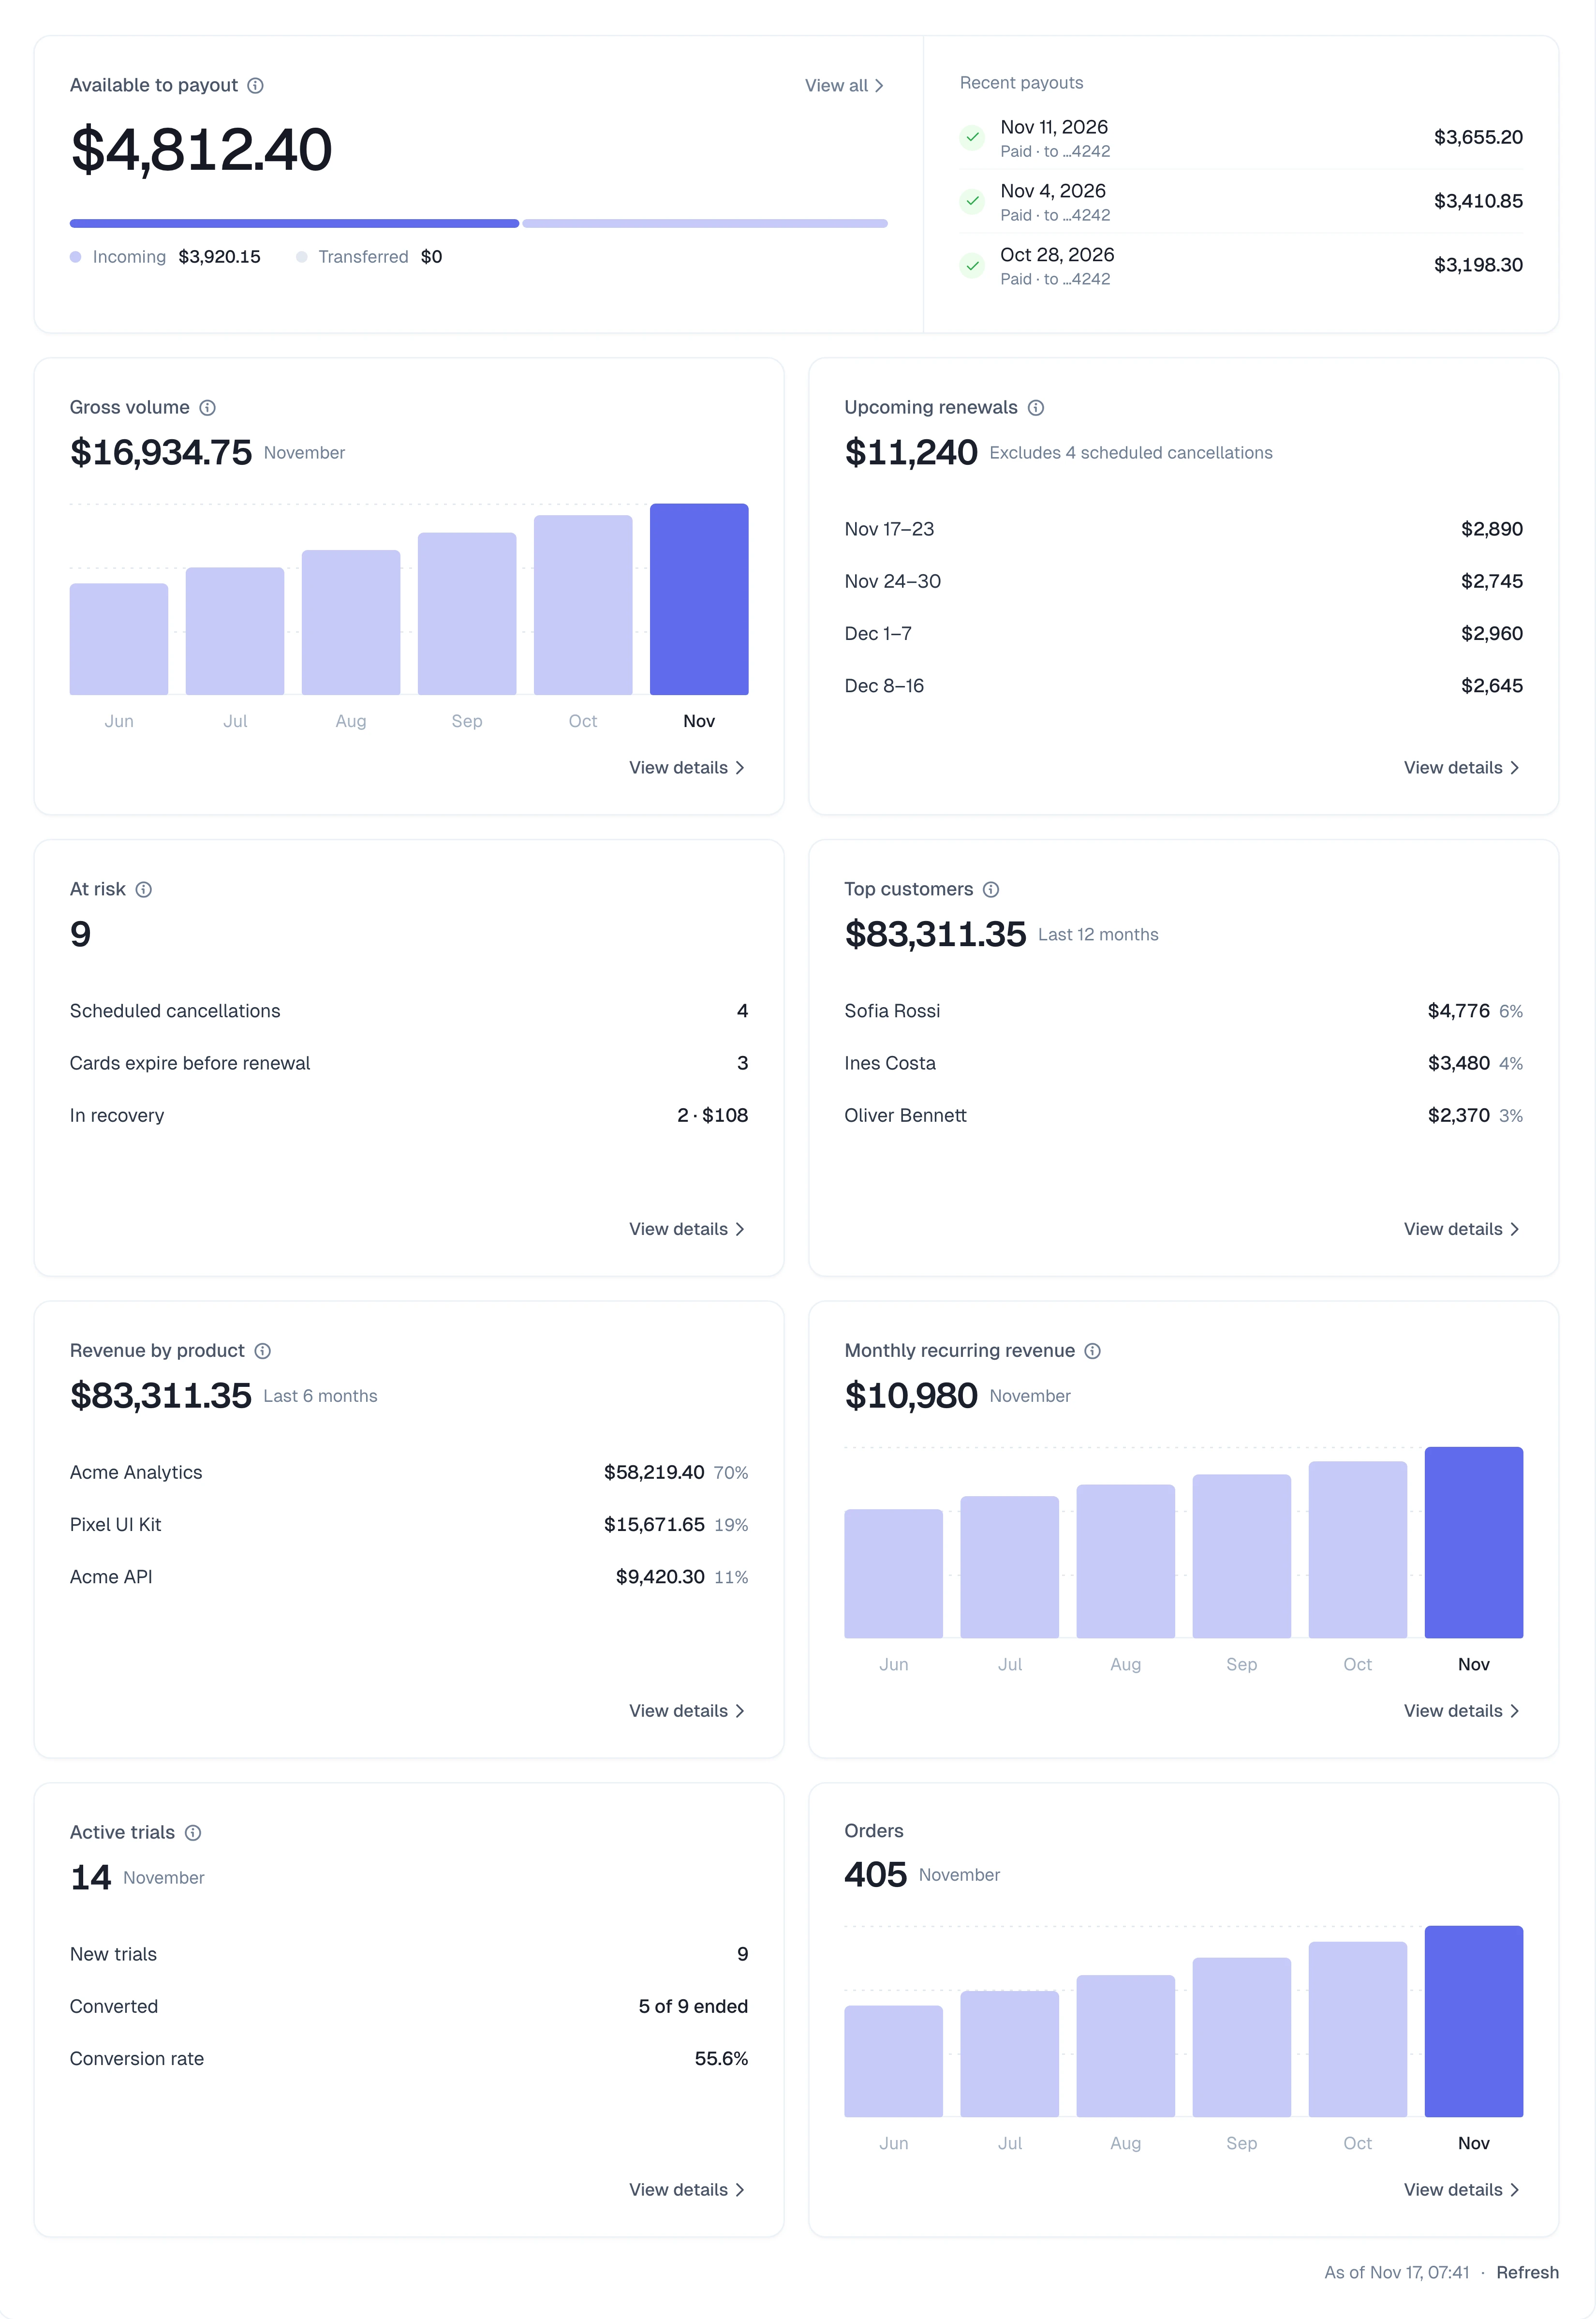 Available to payout
View all
$4,812.40
Incoming $3,920.15 Transferred $0
Recent payouts
Nov 11, 2026
Paid · to ...4242
$3,655.20
Nov 4, 2026
Paid · to ...4242
$3,410.85
Oct 28, 2026
Paid · to ...4242
$3,198.30
Gross volume
$16,934.75 November
Jun Jul Aug Sep Oct Nov
View details
Upcoming renewals
$11,240 Excludes 4 scheduled cancellations
Nov 17–23 $2,890
Nov 24–30 $2,745
Dec 1–7 $2,960
Dec 8–16 $2,645
View details
At risk
9
Scheduled cancellations 4
Cards expire before renewal 3
In recovery 2 · $108
View details
Top customers
$83,311.35 Last 12 months
Sofia Rossi $4,776 6%
Ines Costa $3,480 4%
Oliver Bennett $2,370 3%
View details
Revenue by product
$83,311.35 Last 6 months
Acme Analytics $58,219.40 70%
Pixel UI Kit $15,671.65 19%
Acme API $9,420.30 11%
View details
Monthly recurring revenue
$10,980 November
Jun Jul Aug Sep Oct Nov
View details
Active trials
14 November
New trials 9
Converted 5 of 9 ended
Conversion rate 55.6%
View details
Orders
405 November
Jun Jul Aug Sep Oct Nov
View details
As of Nov 17, 07:41 · Refresh